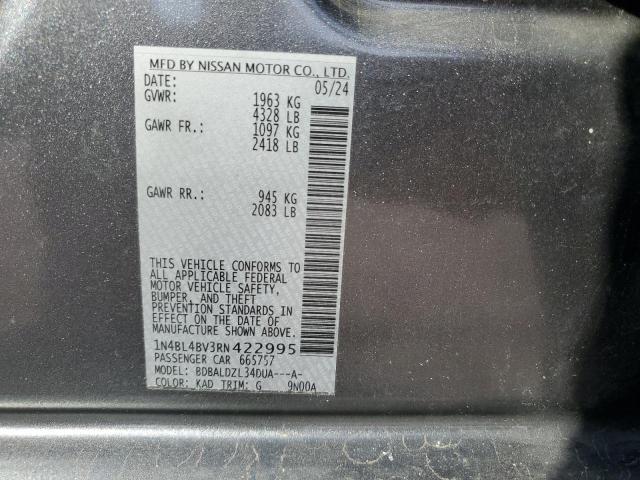 MFD BY NISSAN MOTOR CO., LTD.
DATE: 05/24
GVWR: 1963 KG
4328 LB
GAWR FR.: 1097 KG
2418 LB
GAWR RR.: 945 KG
2083 LB
THIS VEHICLE CONFORMS TO
ALL APPLICABLE FEDERAL
MOTOR VEHICLE SAFETY,
BUMPER, AND THEFT
PREVENTION STANDARDS IN
EFFECT ON THE DATE OF
MANUFACTURE SHOWN ABOVE.
1N4BL4BV3RN422995
PASSENGER CAR 665757
MODEL: BDBALDZL34DUA---A-
COLOR: KAD TRIM: G 9N00A